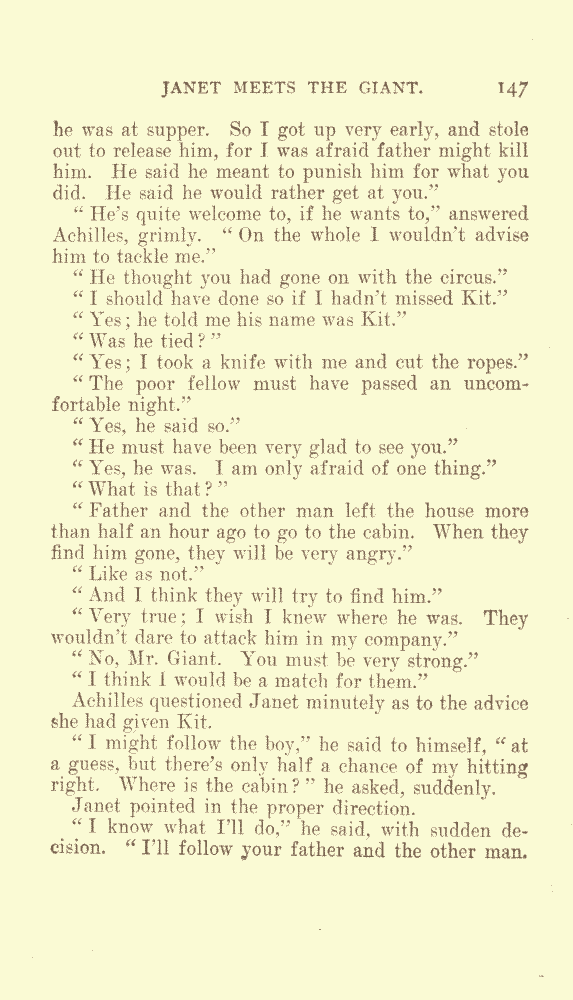 JANET MEETS THE GIANT. 147
he was at supper. So I got up very early, and stole
out to release him, for I was afraid father might kill
him. He said he meant to punish him for what you
did. He said he would rather get at you."
"He's quite welcome to, if he wants to," answered
Achilles, grimly. "On the whole I wouldn't advise
him to tackle me."
"He thought you had gone on with the circus."
"I should have done so if I hadn't missed Kit."
"Yes; he told me his name was Kit."
"Was he tied?"
"Yes; I took a knife with me and cut the ropes."
"The poor fellow must have passed an uncom-
fortable night."
"Yes, he said so."
"He must have been very glad to see you."
"Yes, he was. I am only afraid of one thing."
"What is that?"
"Father and the other man left the house more
than half an hour ago to go to the cabin. When they
find him gone, they will be very angry."
"Like as not."
"And I think they will try to find him."
"Very true; I wish I knew where he was. They
wouldn't dare to attack him in my company."
"No, Mr. Giant. You must be very strong."
"I think I would be a match for them."
Achilles questioned Janet minutely as to the advice
she had given Kit.
"I might follow the boy," he said to himself, "at
a guess, but there's only half a chance of my hitting
right. Where is the cabin?" he asked, suddenly.
Janet pointed in the proper direction.
"I know what I'll do," he said, with sudden de-
cision. "I'll follow your father and the other man.